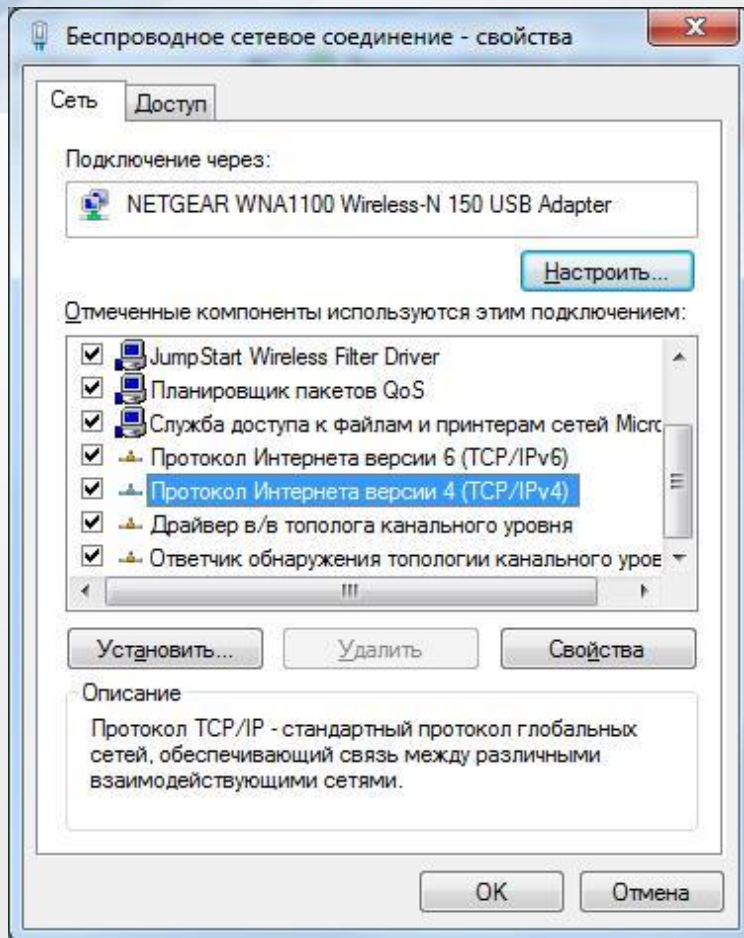 Беспроводное сетевое соединение - свойства
Сеть Доступ
Подключение через:
NETGEAR WNA1100 Wireless-N 150 USB Adapter
Настроить...
Отмеченные компоненты используются этим подключением:
JumpStart Wireless Filter Driver
Планировщик пакетов QoS
Служба доступа к файлам и принтерам сетей Micro
Протокол Интернета версии 6 (TCP/IPv6)
Протокол Интернета версии 4 (TCP/IPv4)
Драйвер в/в тополога канального уровня
Ответчик обнаружения топологии канального уров
Установить... Удалить Свойства
Описание
Протокол TCP/IP - стандартный протокол глобальных
сетей, обеспечивающий связь между различными
взаимодействующими сетями.
OK Отмена